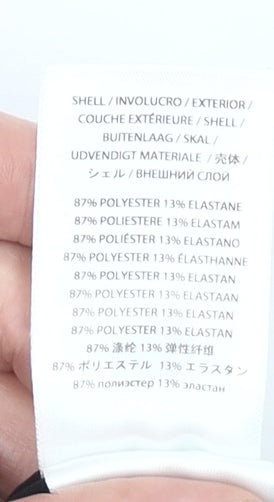 SHELL / INVOLUCRO / EXTERIOR /
COUCHE EXTÉRIEURE / SHELL /
BUITENLAAG / SKAL /
UDVENDIGT MATERIALE / 売体 /
シェル / ВНЕШНИЙ СЛОЙ
87% POLYESTER 13% ELASTANE
87% POLIESTERE 13% ELASTAM
87% POLIÉSTER 13% ELASTANO
87% POLYESTER 13% ÉLASTHANNE
87% POLYESTER 13% ELASTAN
87% POLYESTER 13% ELASTAAN
87% POLYESTER 13% ELASTAN
87% POLYESTER 13% ELASTAN
87% 涤纶 13% 弹性纤维
87% ポリエステル 13% エラスタン
87% полиэстер 13% эластан